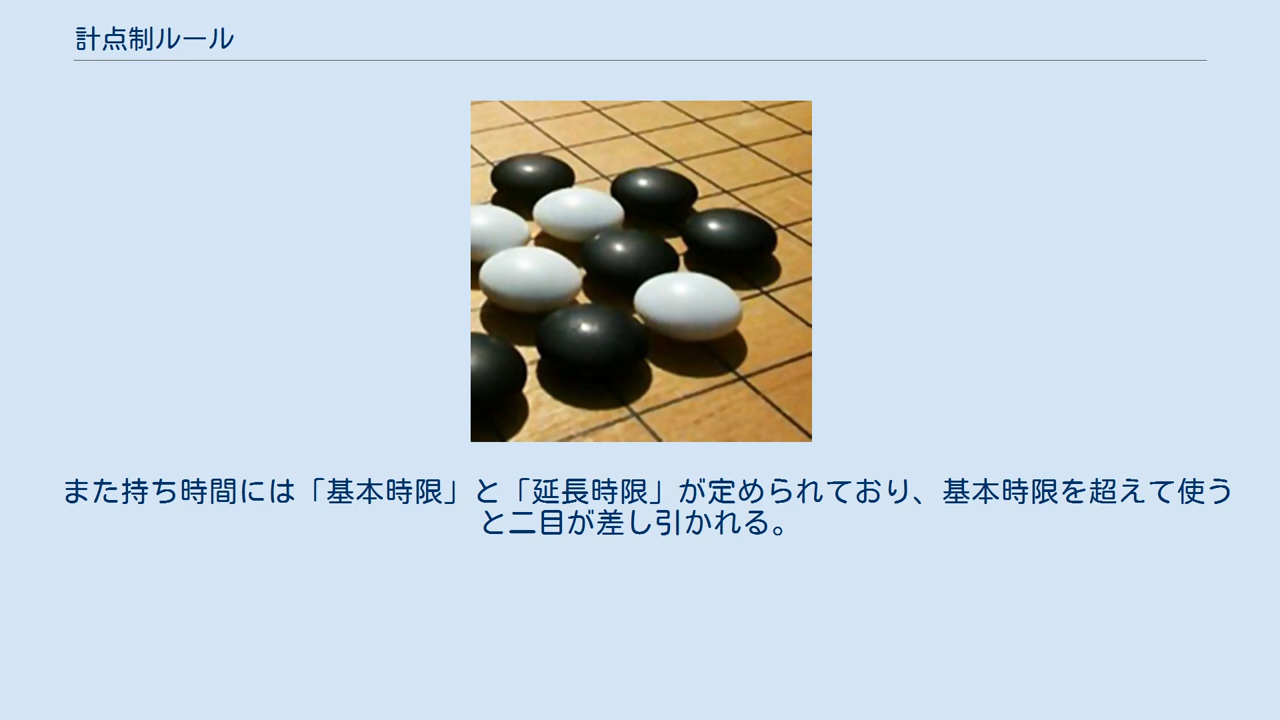 計点制ルール
また持ち時間には「基本時限」と「延長時限」が定められており、基本時限を超えて使う
と二目が差し引かれる。